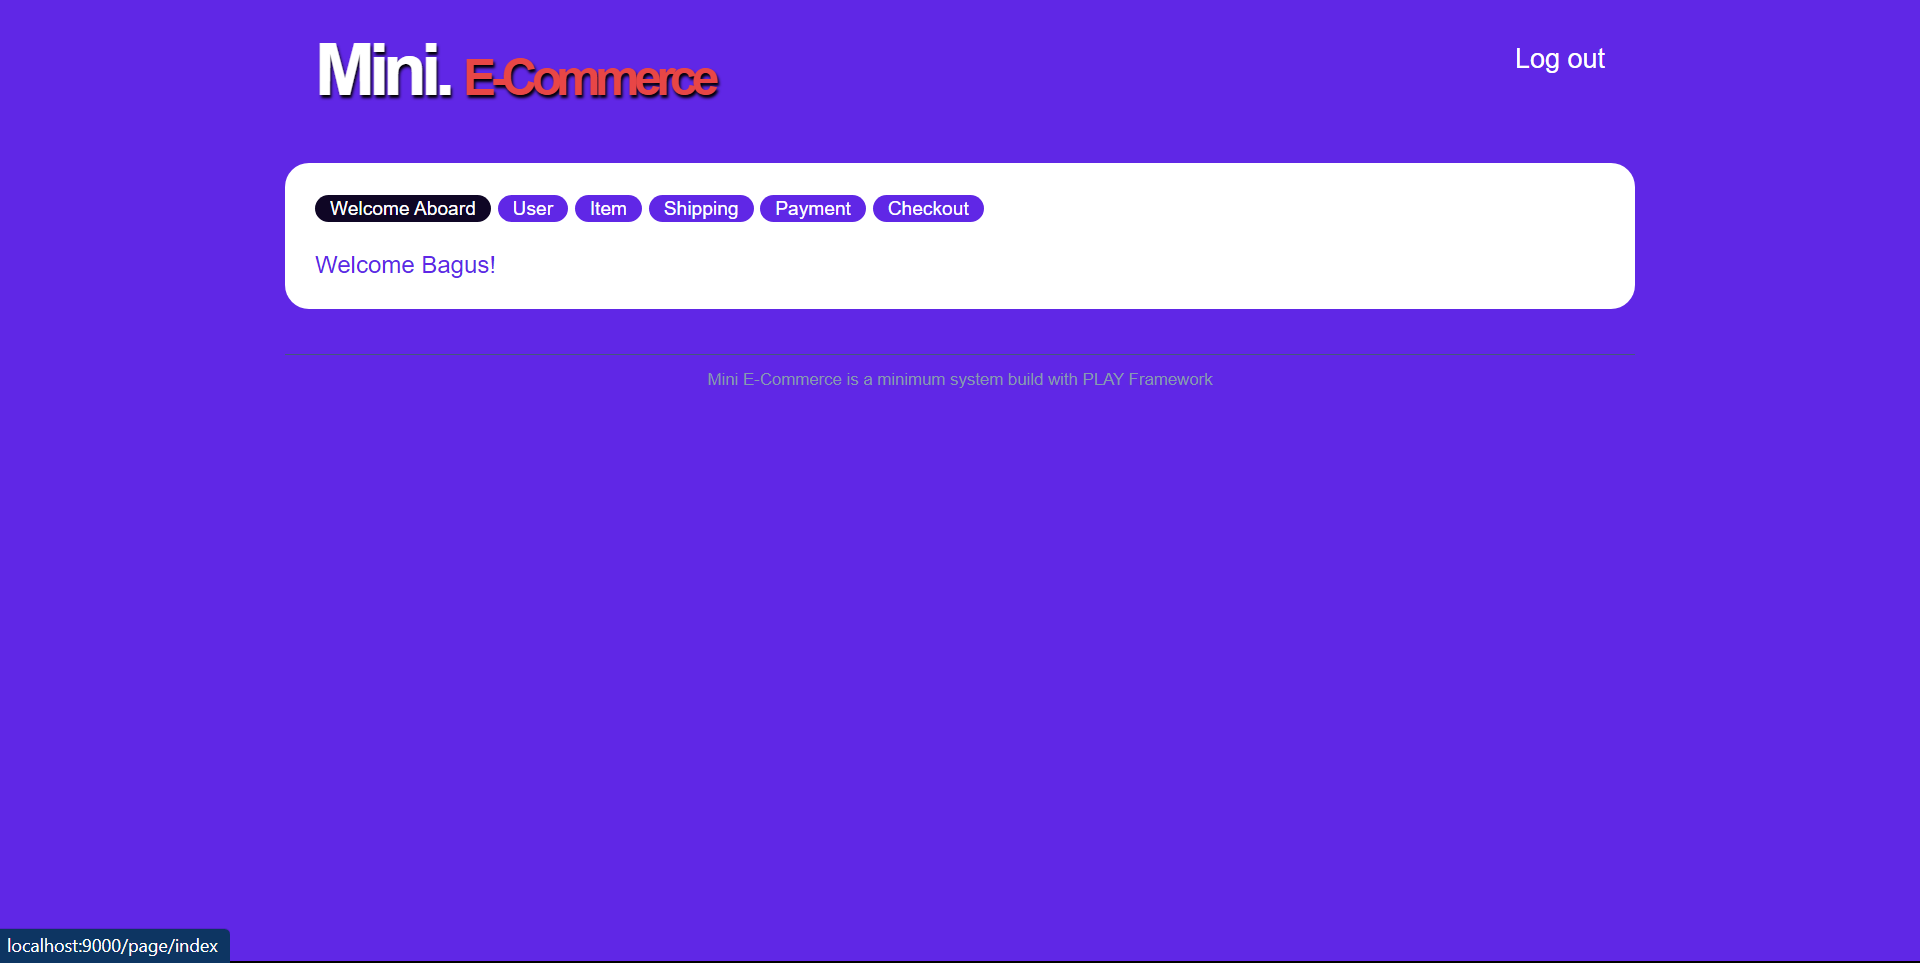 Mini. E-Commerce
Log out
Welcome Aboard User Item Shipping Payment Checkout
Welcome Bagus!
Mini E-Commerce is a minimum system build with PLAY Framework
localhost:9000/page/index